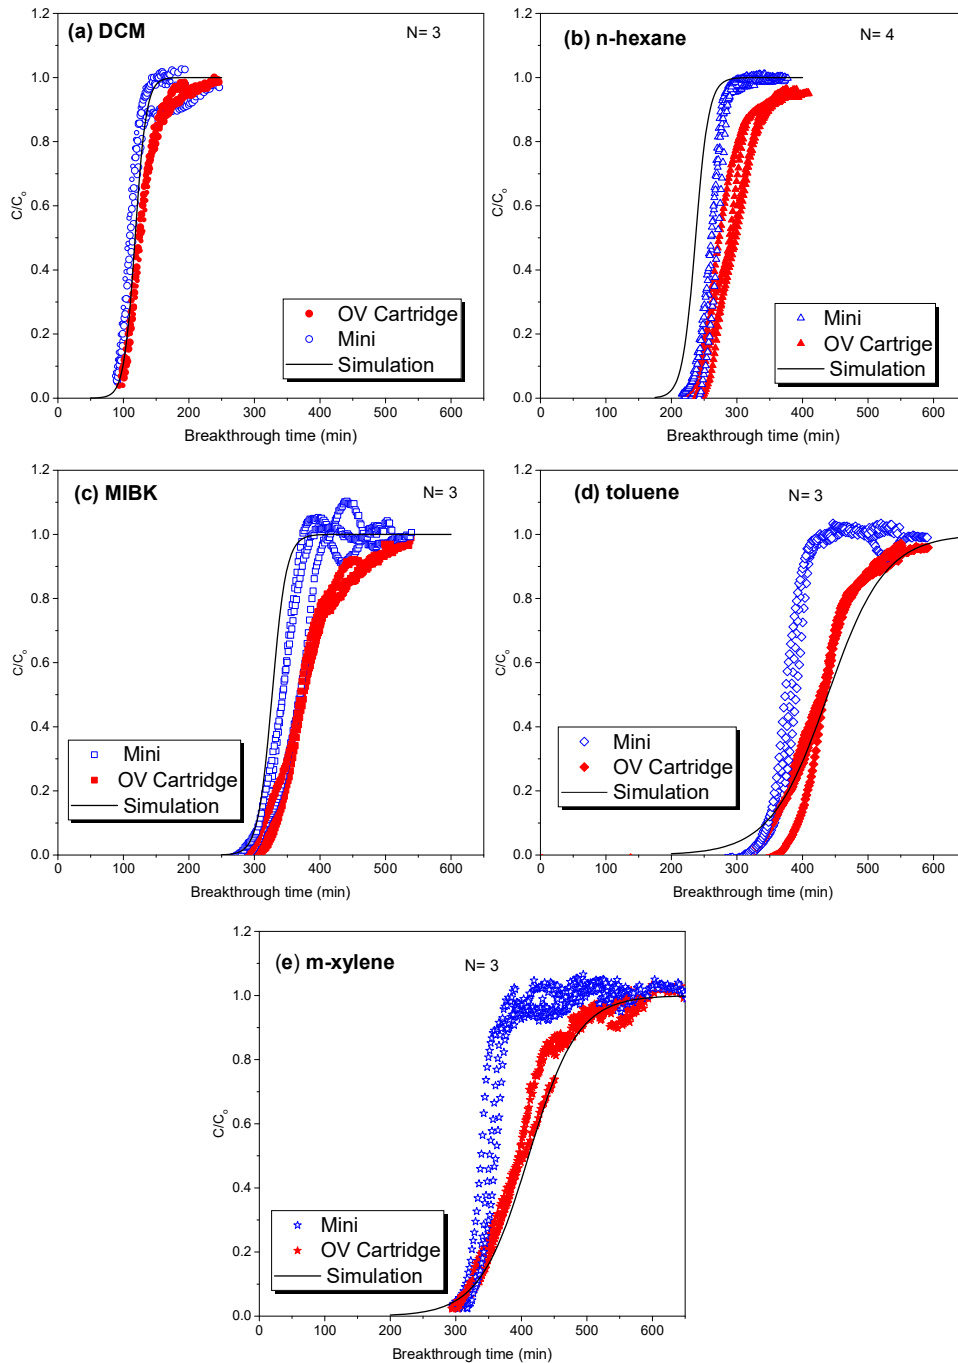 (a) DCM
N= 3
1.2
1.0
0.8
0.6
0.4
0.2
0.0
C/Co
OV Cartridge
Mini
Simulation
0 100 200 300 400 500 600
Breakthrough time (min)
(b) n-hexane
N= 4
1.2
1.0
0.8
0.6
0.4
0.2
0.0
C/Co
Mini
OV Cartrige
Simulation
0 100 200 300 400 500 600
Breakthrough time (min)
(c) MIBK
N= 3
1.2
1.0
0.8
0.6
0.4
0.2
0.0
C/Co
Mini
OV Cartridge
Simulation
0 100 200 300 400 500 600
Breakthrough time (min)
(d) toluene
N= 3
1.2
1.0
0.8
0.6
0.4
0.2
0.0
C/Co
Mini
OV Cartridge
Simulation
0 100 200 300 400 500 600
Breakthrough time (min)
(e) m-xylene
N= 3
1.2
1.0
0.8
0.6
0.4
0.2
0.0
C/Co
Mini
OV Cartridge
Simulation
0 100 200 300 400 500 600
Breakthrough time (min)